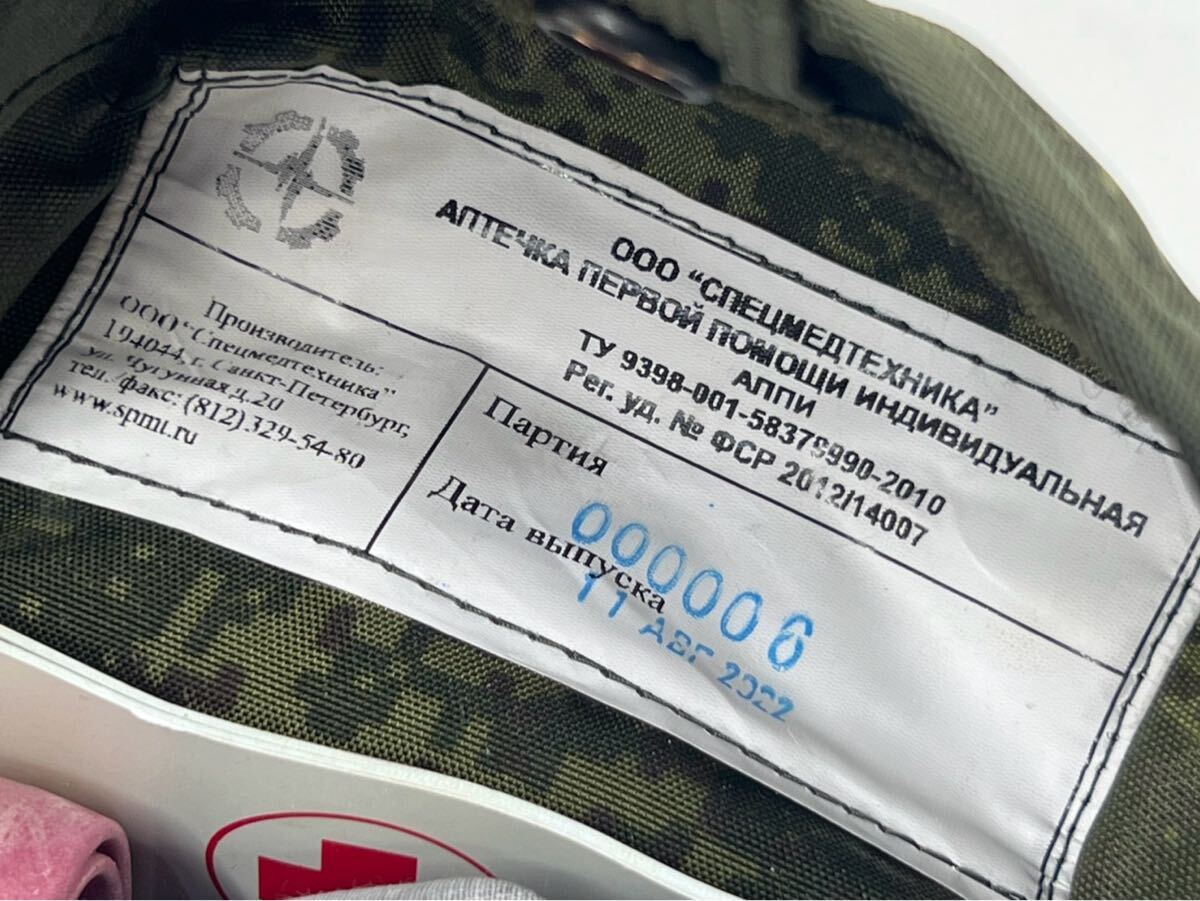 ООО “СПЕЦМЕДТЕХНИКА”
АПТЕЧКА ПЕРВОЙ ПОМОЩИ ИНДИВИДУАЛЬНАЯ
АППИ
ТУ 9398-001-58378990-2010
Рег. уд. № ФСР 2012/14007
Производитель:
ООО “Спецмедтехника”
194044, г. Санкт-Петербург,
ул. Чугунная д.20
тел./факс: (812) 329-54-80
www.spmt.ru
Партия
000006
Дата выпуска
11 АВГ 2022